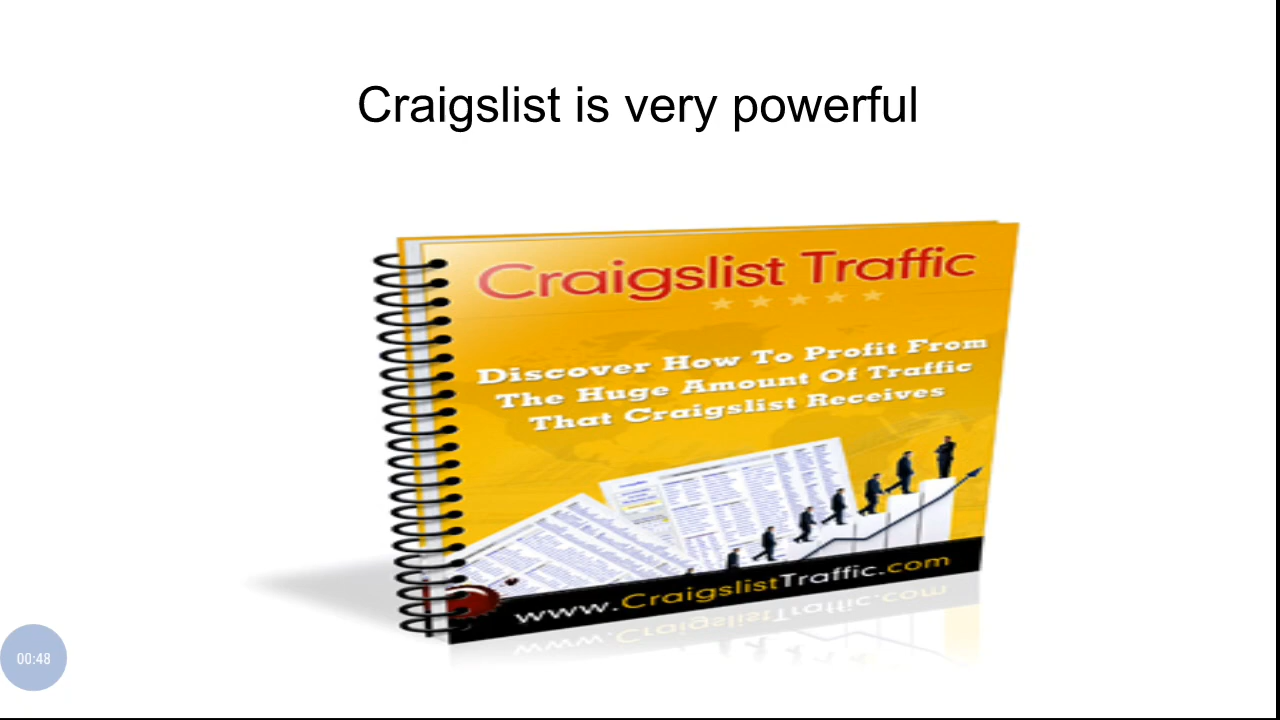 Craigslist is very powerful
Craigslist Traffic
Discover How To Profit From
The Huge Amount Of Traffic
That Craigslist Receives
www.CraigslistTraffic.com
00:48